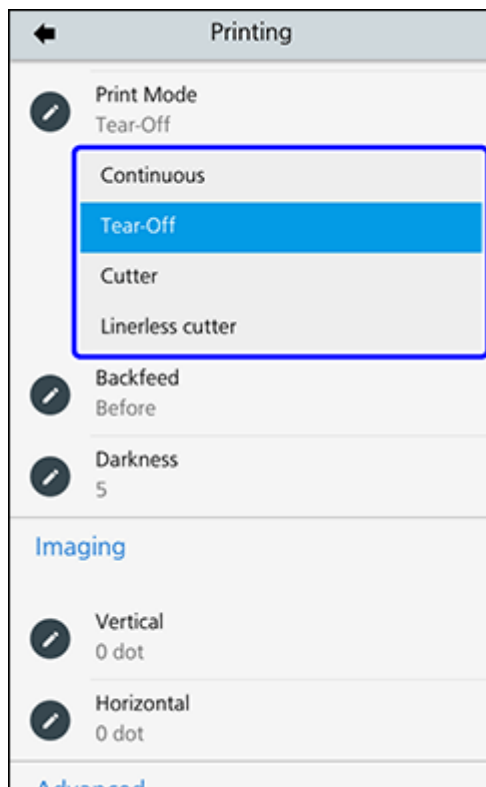 Printing
Print Mode
Tear-Off
Continuous
Tear-Off
Cutter
Linerless cutter
Backfeed
Before
Darkness
5
Imaging
Vertical
0 dot
Horizontal
0 dot
Advanced